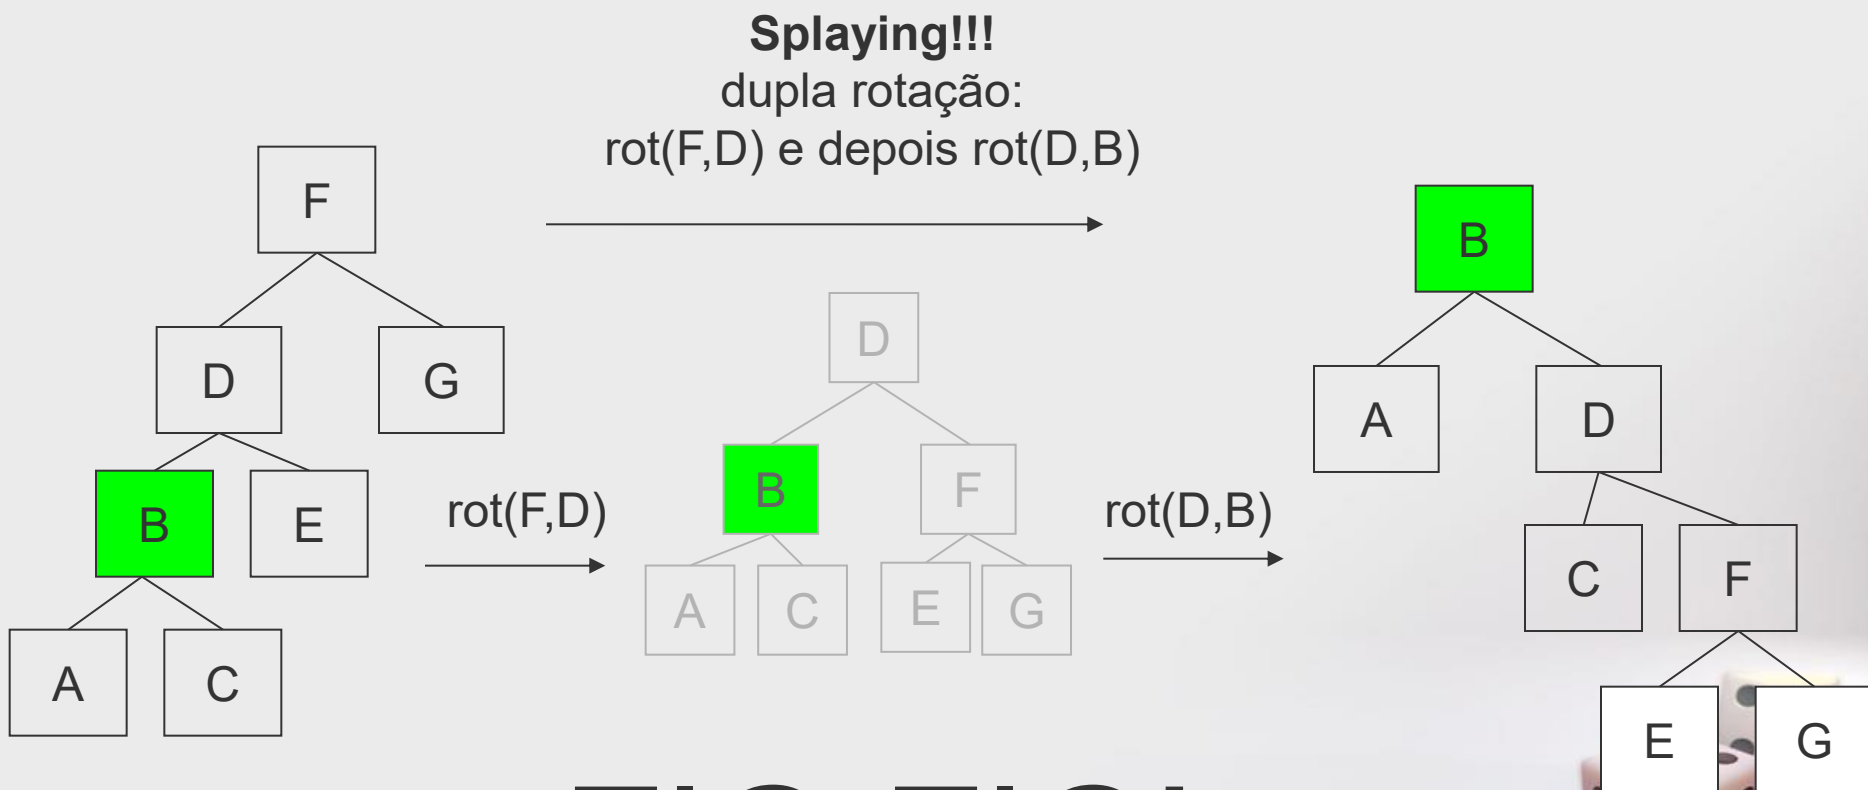 Splaying!!!
dupla rotação:
rot(F,D) e depois rot(D,B)
F
D
G
B
E
A
C
rot(F,D)
D
B
F
A
C
E
G
rot(D,B)
B
A
D
C
F
E
G